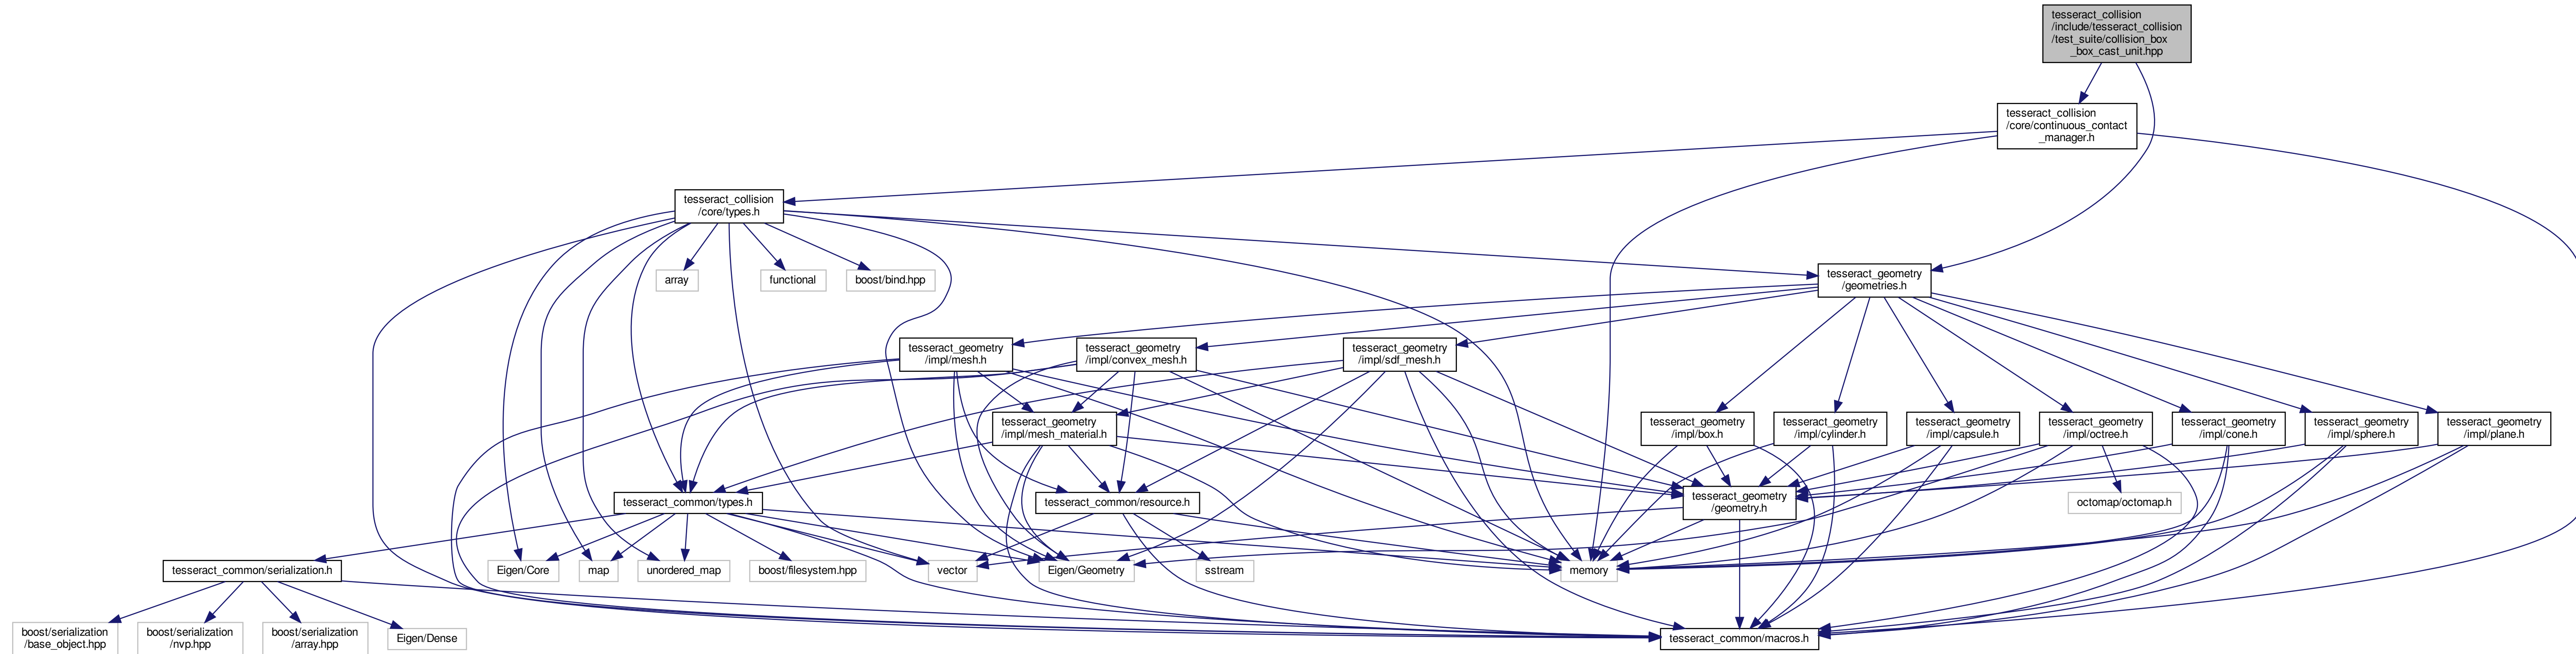 tesseract_collision
/include/tesseract_collision
/test_suite/collision_box
_box_cast_unit.hpp
tesseract_collision
/core/continuous_contact
_manager.h
tesseract_collision
/core/types.h
array
functional
boost/bind.hpp
tesseract_geometry
/geometries.h
tesseract_geometry
/impl/mesh.h
tesseract_geometry
/impl/convex_mesh.h
tesseract_geometry
/impl/sdf_mesh.h
tesseract_geometry
/impl/mesh_material.h
tesseract_geometry
/impl/box.h
tesseract_geometry
/impl/cylinder.h
tesseract_geometry
/impl/capsule.h
tesseract_geometry
/impl/octree.h
tesseract_geometry
/impl/cone.h
tesseract_geometry
/impl/sphere.h
tesseract_geometry
/impl/plane.h
tesseract_common/types.h
tesseract_common/resource.h
tesseract_geometry
/geometry.h
octomap/octomap.h
tesseract_common/serialization.h
Eigen/Core
map
unordered_map
boost/filesystem.hpp
vector
Eigen/Geometry
sstream
memory
boost/serialization
/base_object.hpp
boost/serialization
/nvp.hpp
boost/serialization
/array.hpp
Eigen/Dense
tesseract_common/macros.h